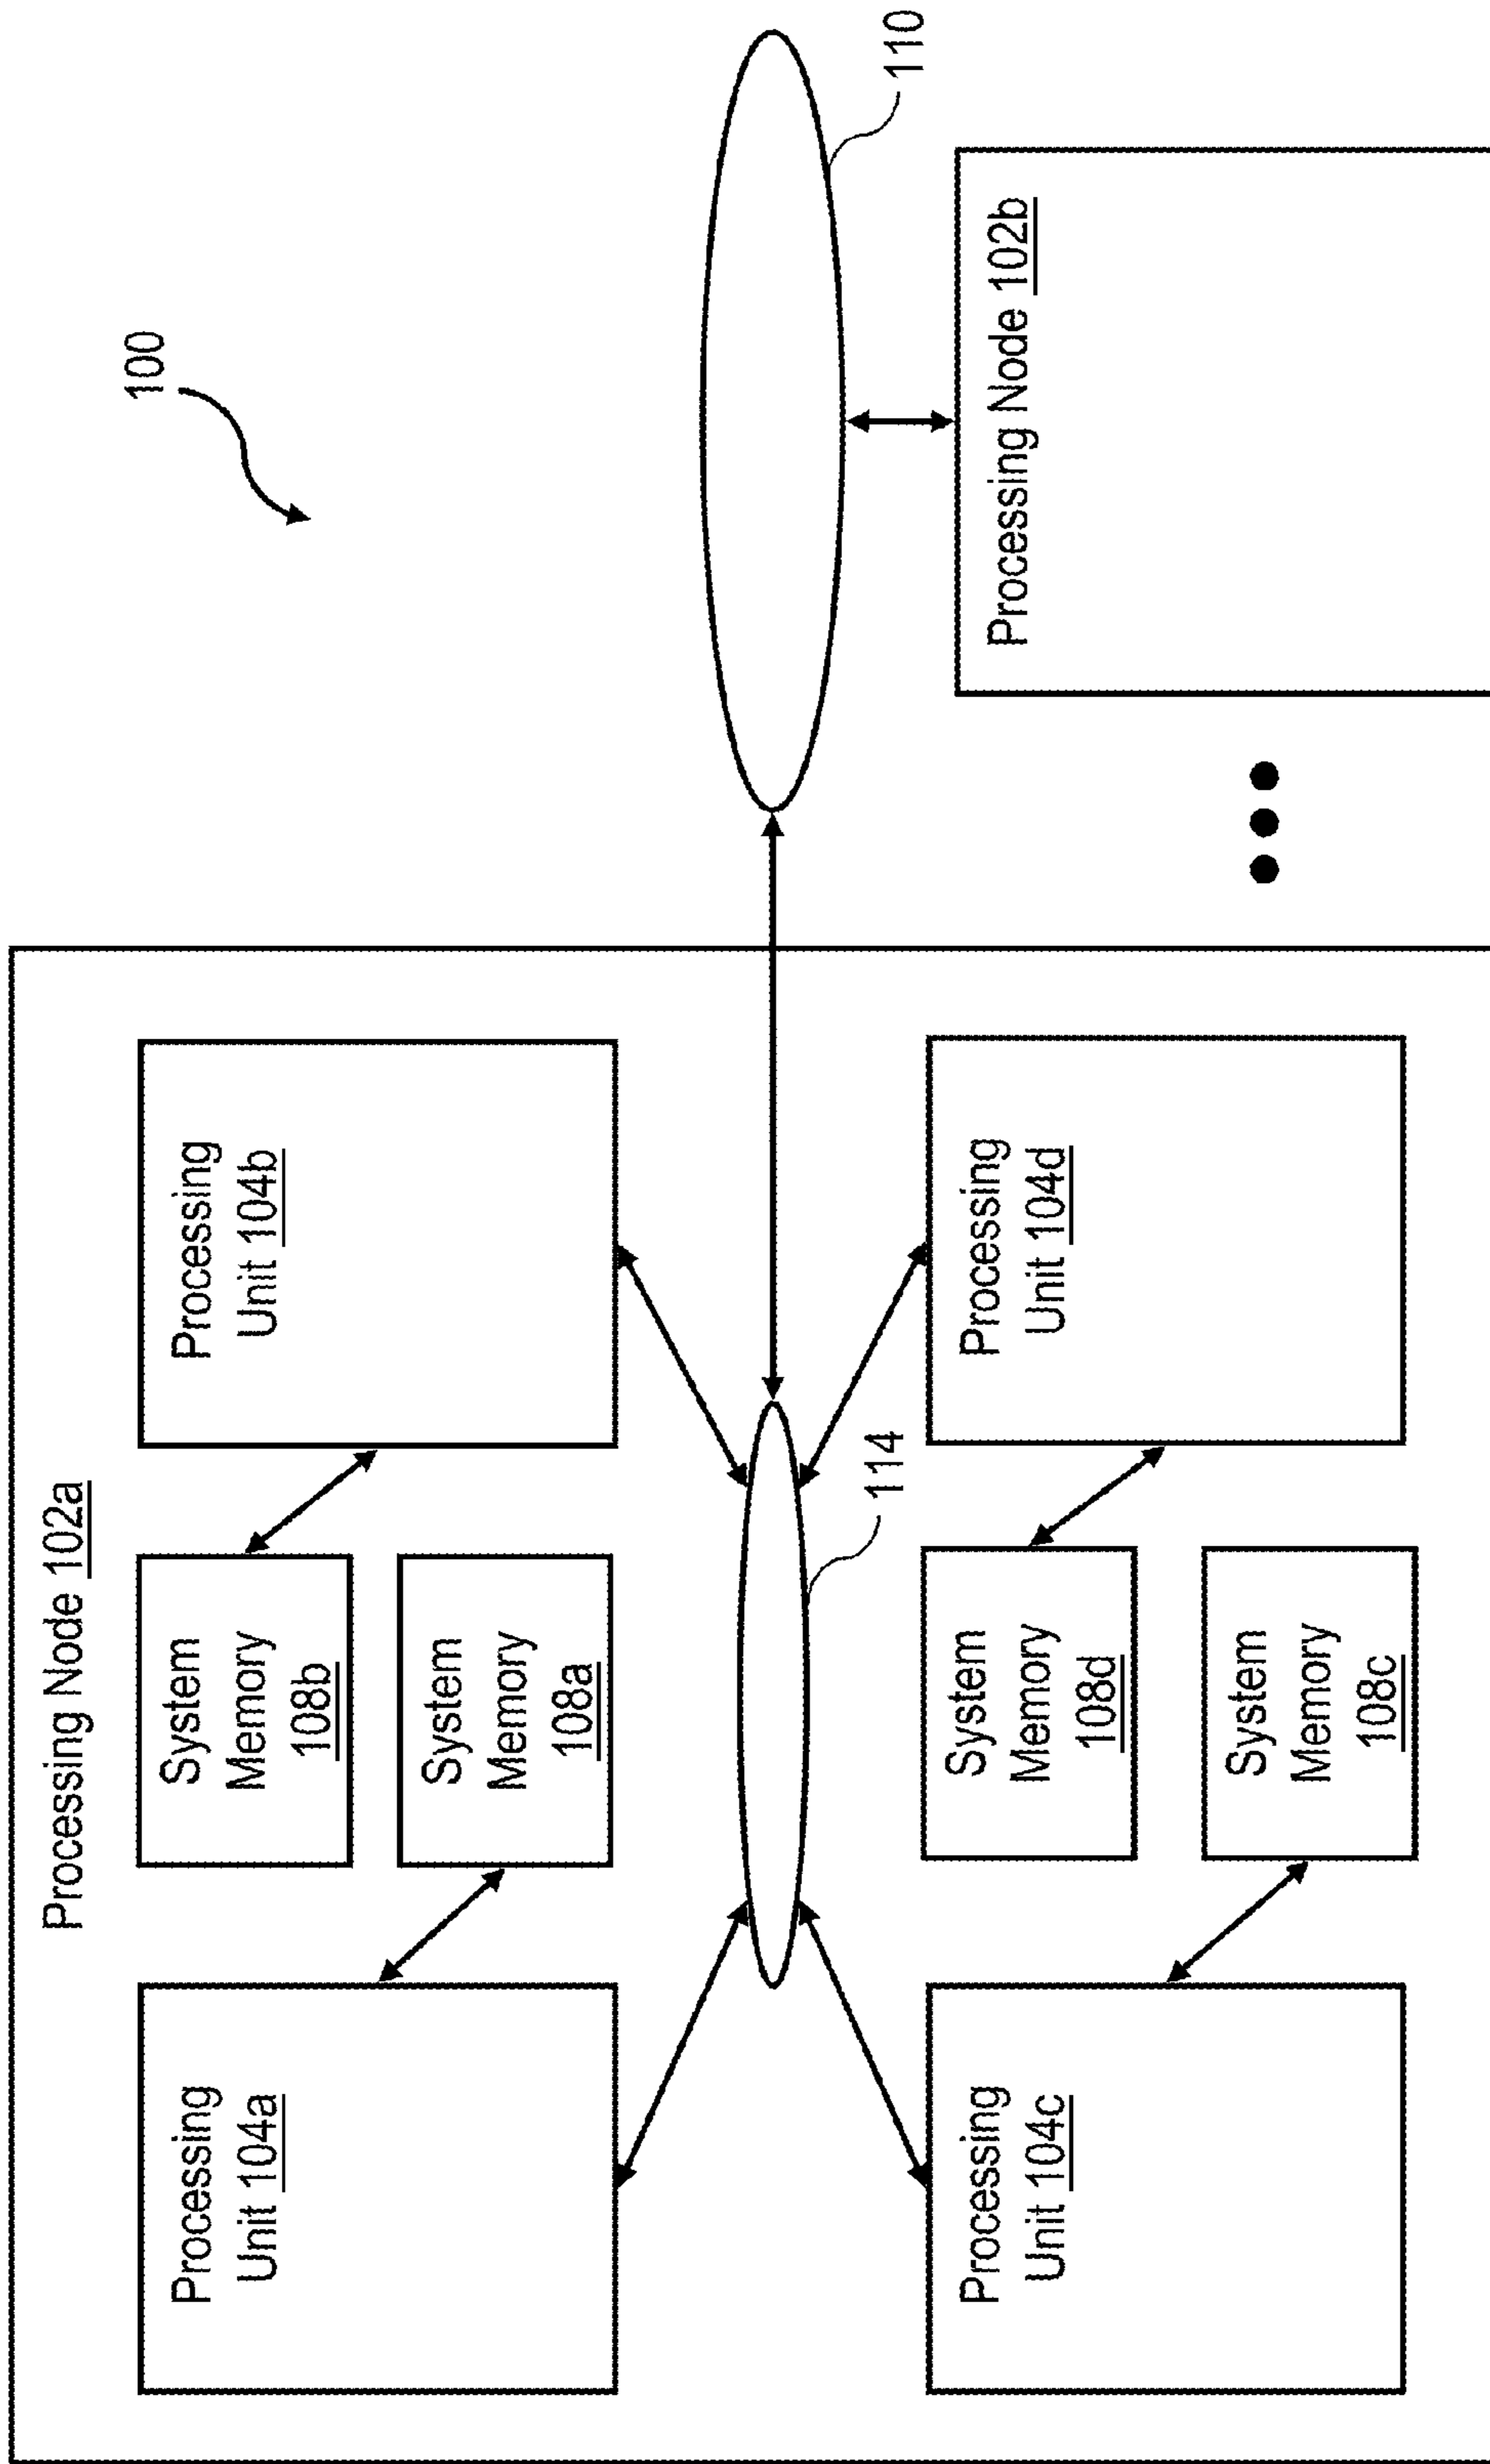 100
Processing Node 102a
Processing
Unit 104a
System
Memory
108b
System
Memory
108a
Processing
Unit 104b
114
110
Processing
Unit 104c
System
Memory
108d
System
Memory
108c
Processing
Unit 104d
Processing Node 102b